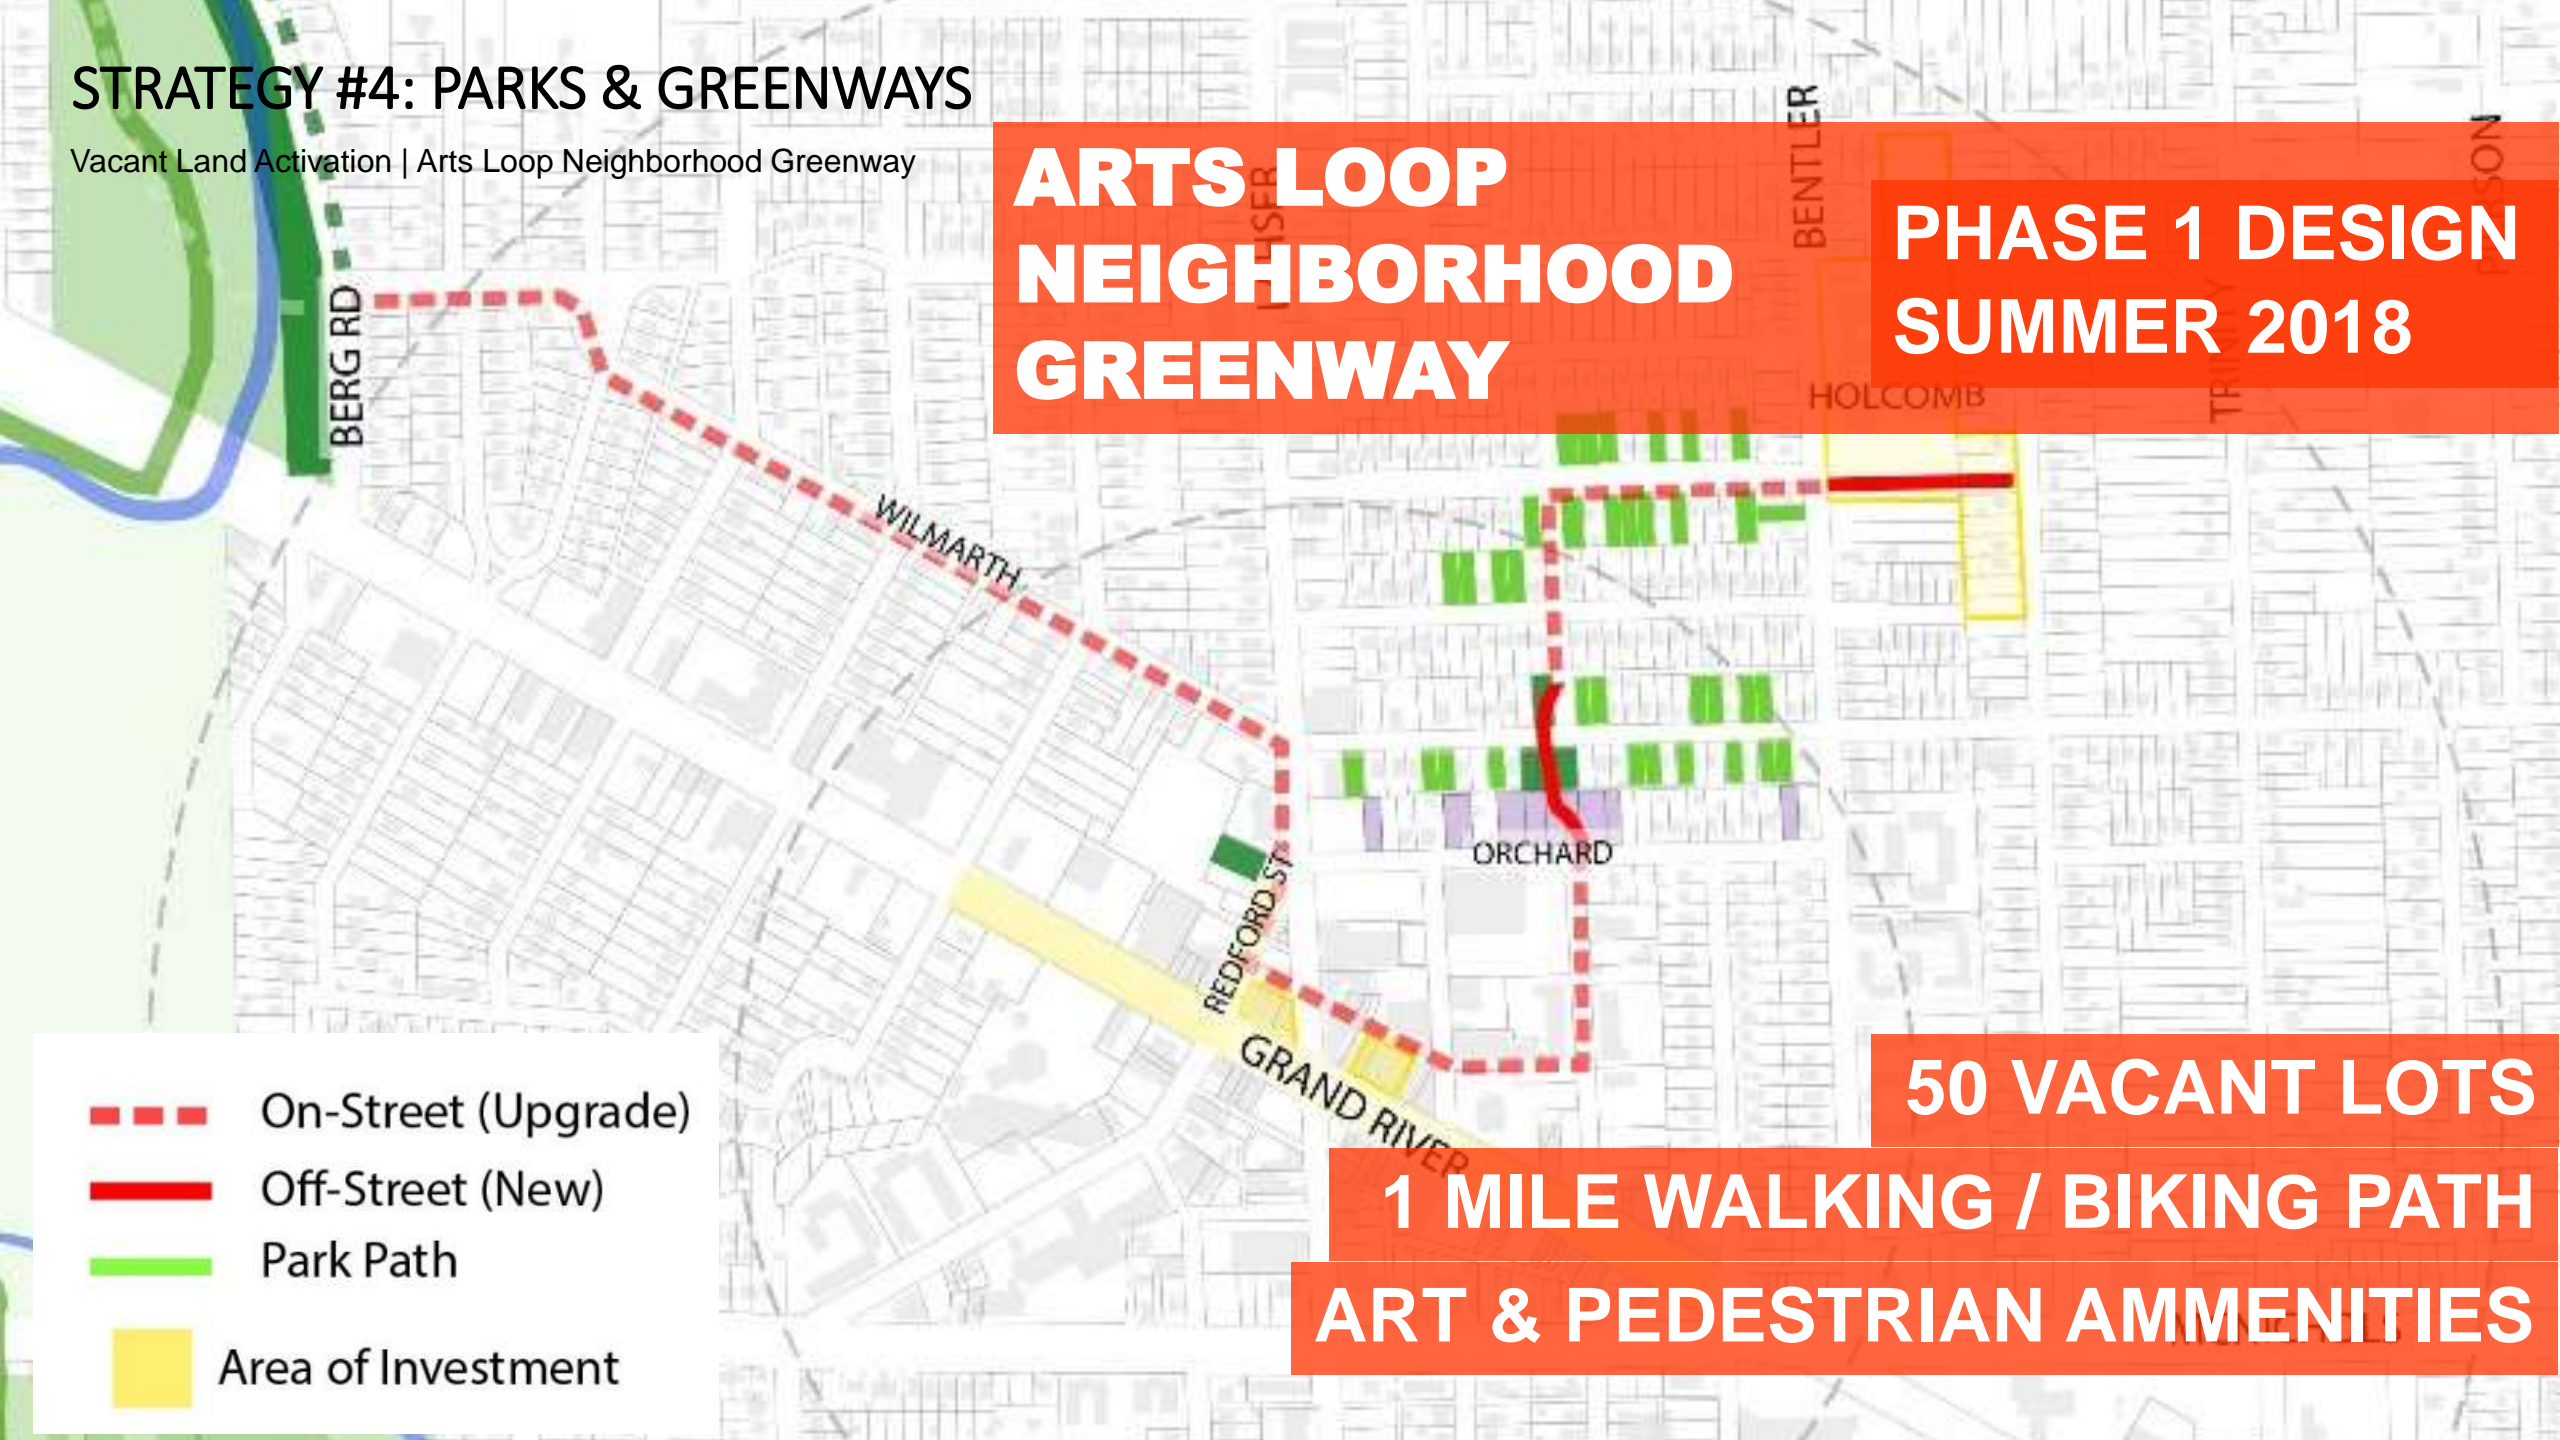 STRATEGY #4: PARKS & GREENWAYS
Vacant Land Activation | Arts Loop Neighborhood Greenway
ARTS LOOP
NEIGHBORHOOD
GREENWAY
PHASE 1 DESIGN
SUMMER 2018
BENTLER
HOLCOMB
TRINITY
BERG RD
WILMARTH
ORCHARD
REDFORD ST
GRAND RIVER
50 VACANT LOTS
1 MILE WALKING / BIKING PATH
ART & PEDESTRIAN AMMENITIES
On-Street (Upgrade)
Off-Street (New)
Park Path
Area of Investment